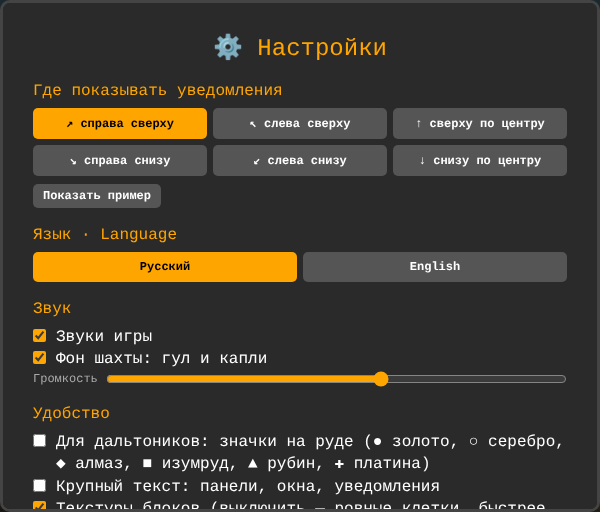 ⚙️ Настройки
Где показывать уведомления
↗ справа сверху ↖ слева сверху ↑ сверху по центру
↘ справа снизу ↙ слева снизу ↓ снизу по центру
Показать пример
Язык · Language
Русский English
Звук
Звуки игры
Фон шахты: гул и капли
Громкость
Удобство
Для дальтоников: значки на руде (● золото, ○ серебро,
◆ алмаз, ■ изумруд, ▲ рубин, ✚ платина)
Крупный текст: панели, окна, уведомления
Текстуры блоков (выключить — ровные клетки, быстрее